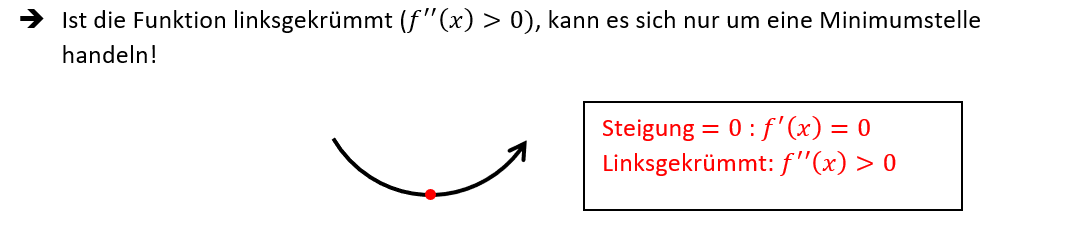 ➔ Ist die Funktion linksgekrümmt (f''(x) > 0), kann es sich nur um eine Minimumstelle
handeln!
Steigung = 0 : f'(x) = 0
Linksgekrümmt: f''(x) > 0